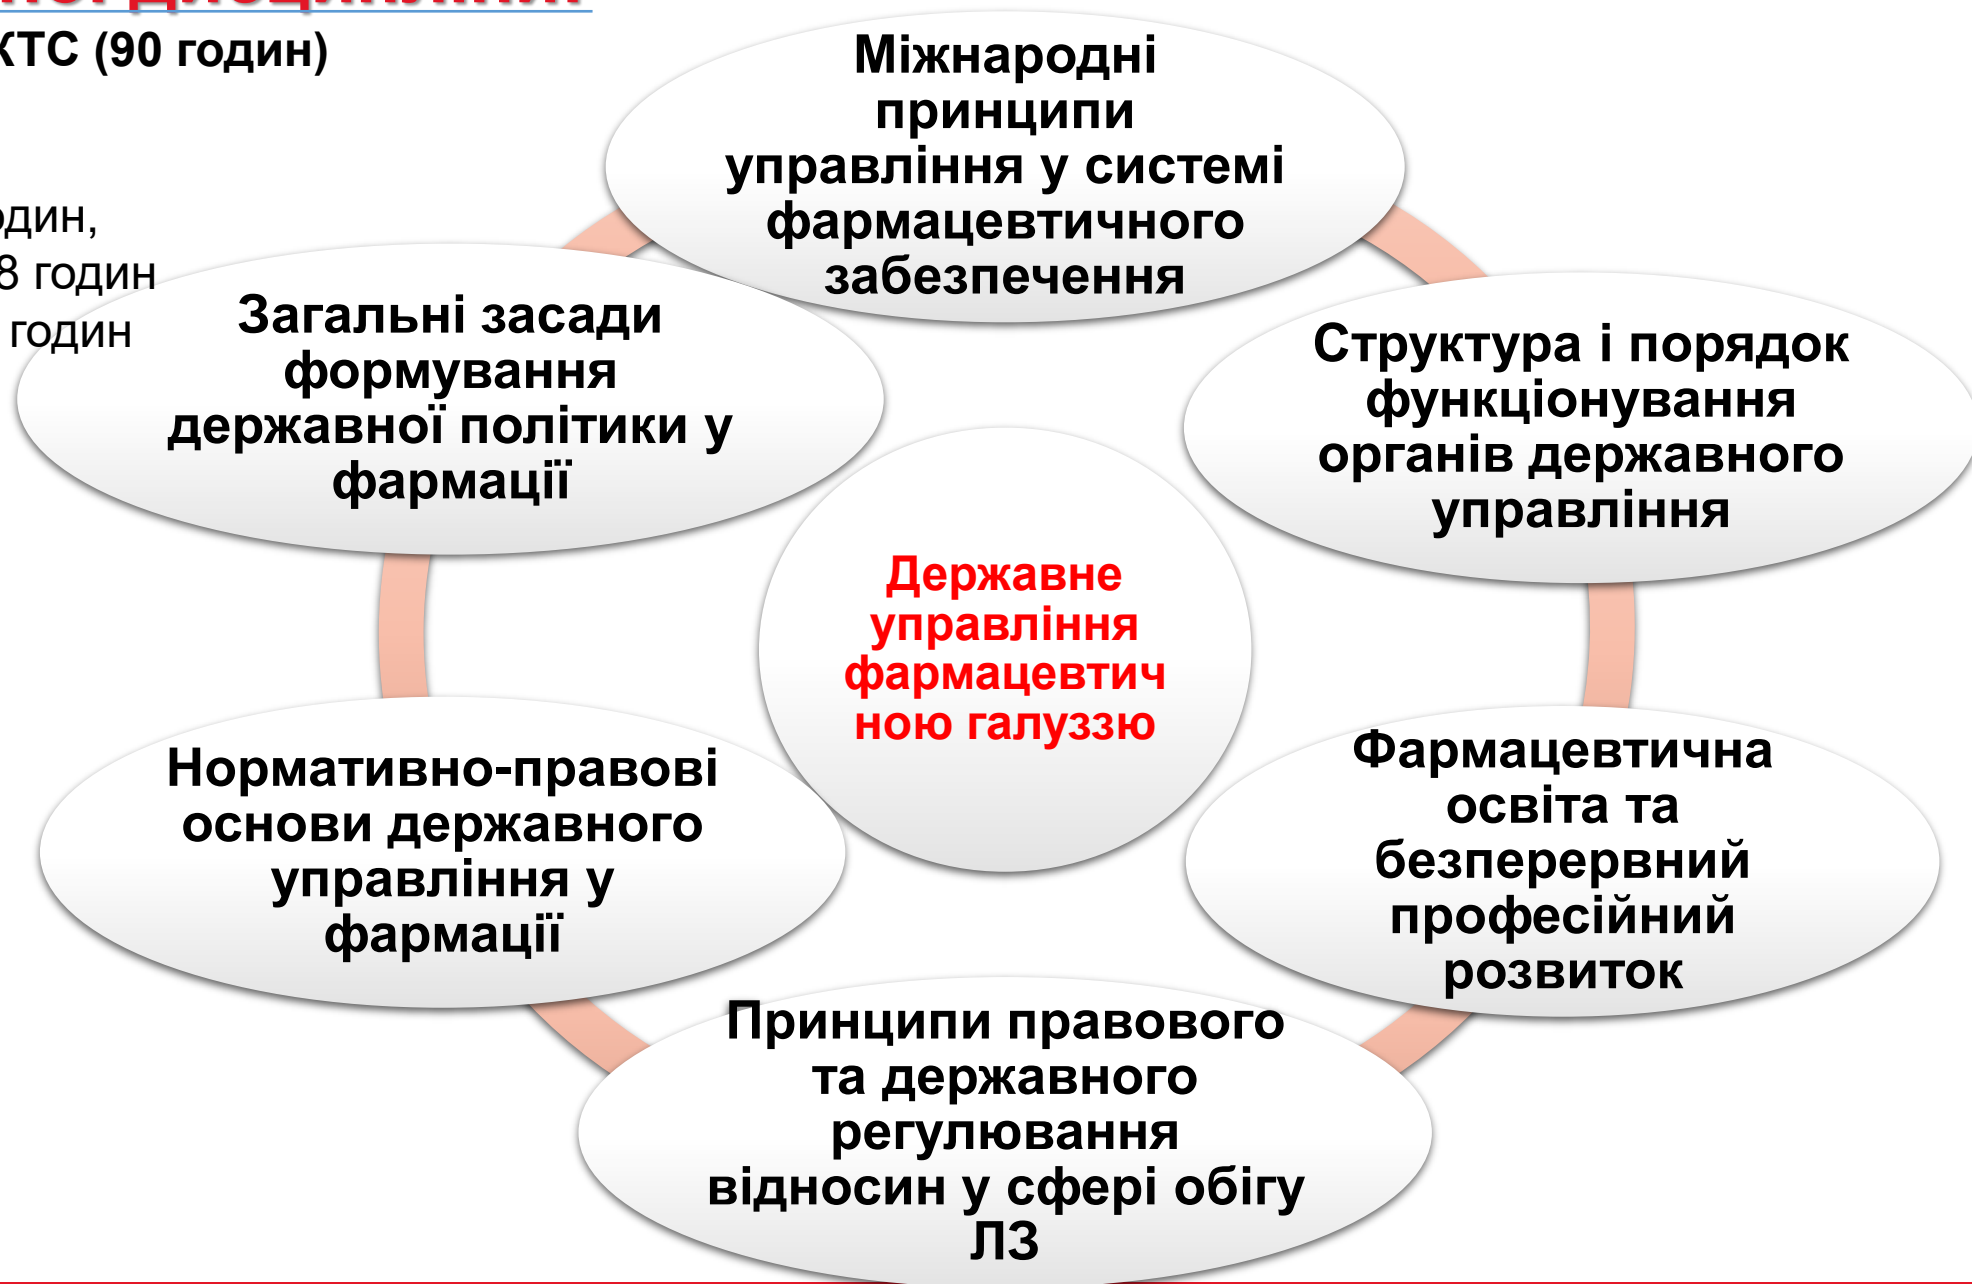 КТС (90 годин)
один,
8 годин
годин
Міжнародні
принципи
управління у системі
фармацевтичного
забезпечення
Загальні засади
формування
державної політики у
фармації
Структура і порядок
функціонування
органів державного
управління
Державне
управління
фармацевтич
ною галуззю
Нормативно-правові
основи державного
управління у
фармації
Фармацевтична
освіта та
безперервний
професійний
розвиток
Принципи правового
та державного
регулювання
відносин у сфері обігу
ЛЗ